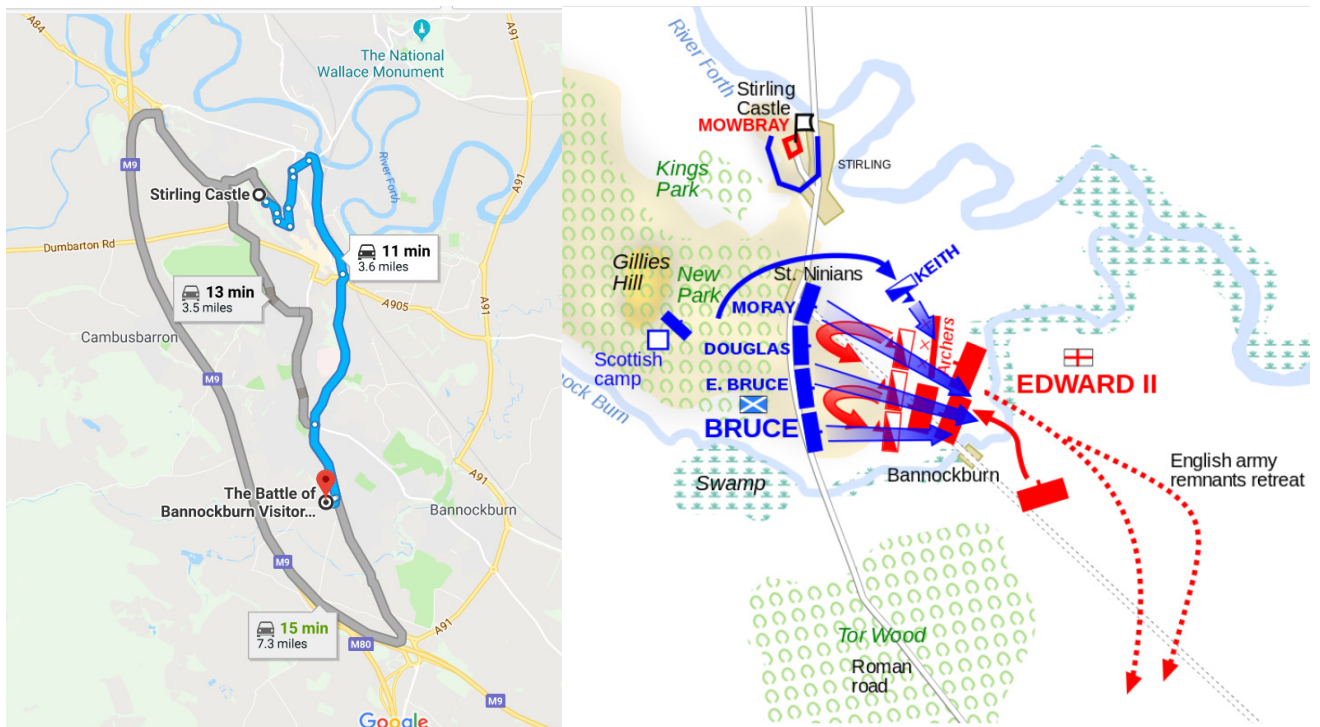 A84
A91
The National
Wallace Monument
M9
River Forth
A91
Stirling Castle
Dumbarton Rd
11 min
3.6 miles
13 min
3.5 miles
A905
A91
Cambusbarron
M9
The Battle of
Bannockburn Visitor...
Bannockburn
A91
M9
15 min
7.3 miles
M80
A91
Google
River Forth
Stirling
Castle
MOWBRAY
STIRLING
Kings
Park
Gillies
Hill
New
Park
St. Ninians
KEITH
MORAY
DOUGLAS
E. BRUCE
BRUCE
Scottish
camp
nock Burn
Archers
EDWARD II
Swamp
Bannockburn
English army
remnants retreat
Tor Wood
Roman
road